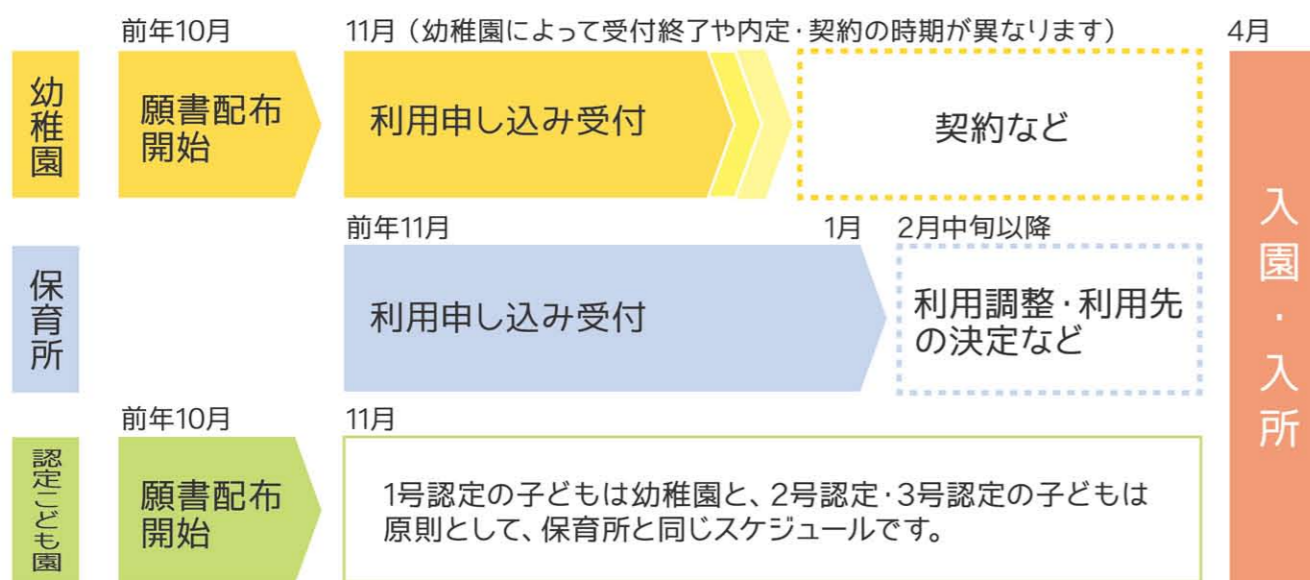 前年10月
11月（幼稚園によって受付終了や内定・契約の時期が異なります）
4月
幼稚園
願書配布
開始
利用申し込み受付
契約など
前年11月
1月
2月中旬以降
保育所
利用申し込み受付
利用調整・利用先
の決定など
前年10月
11月
認定こども園
願書配布
開始
1号認定の子どもは幼稚園と、2号認定・3号認定の子どもは
原則として、保育所と同じスケジュールです。
入園・入所